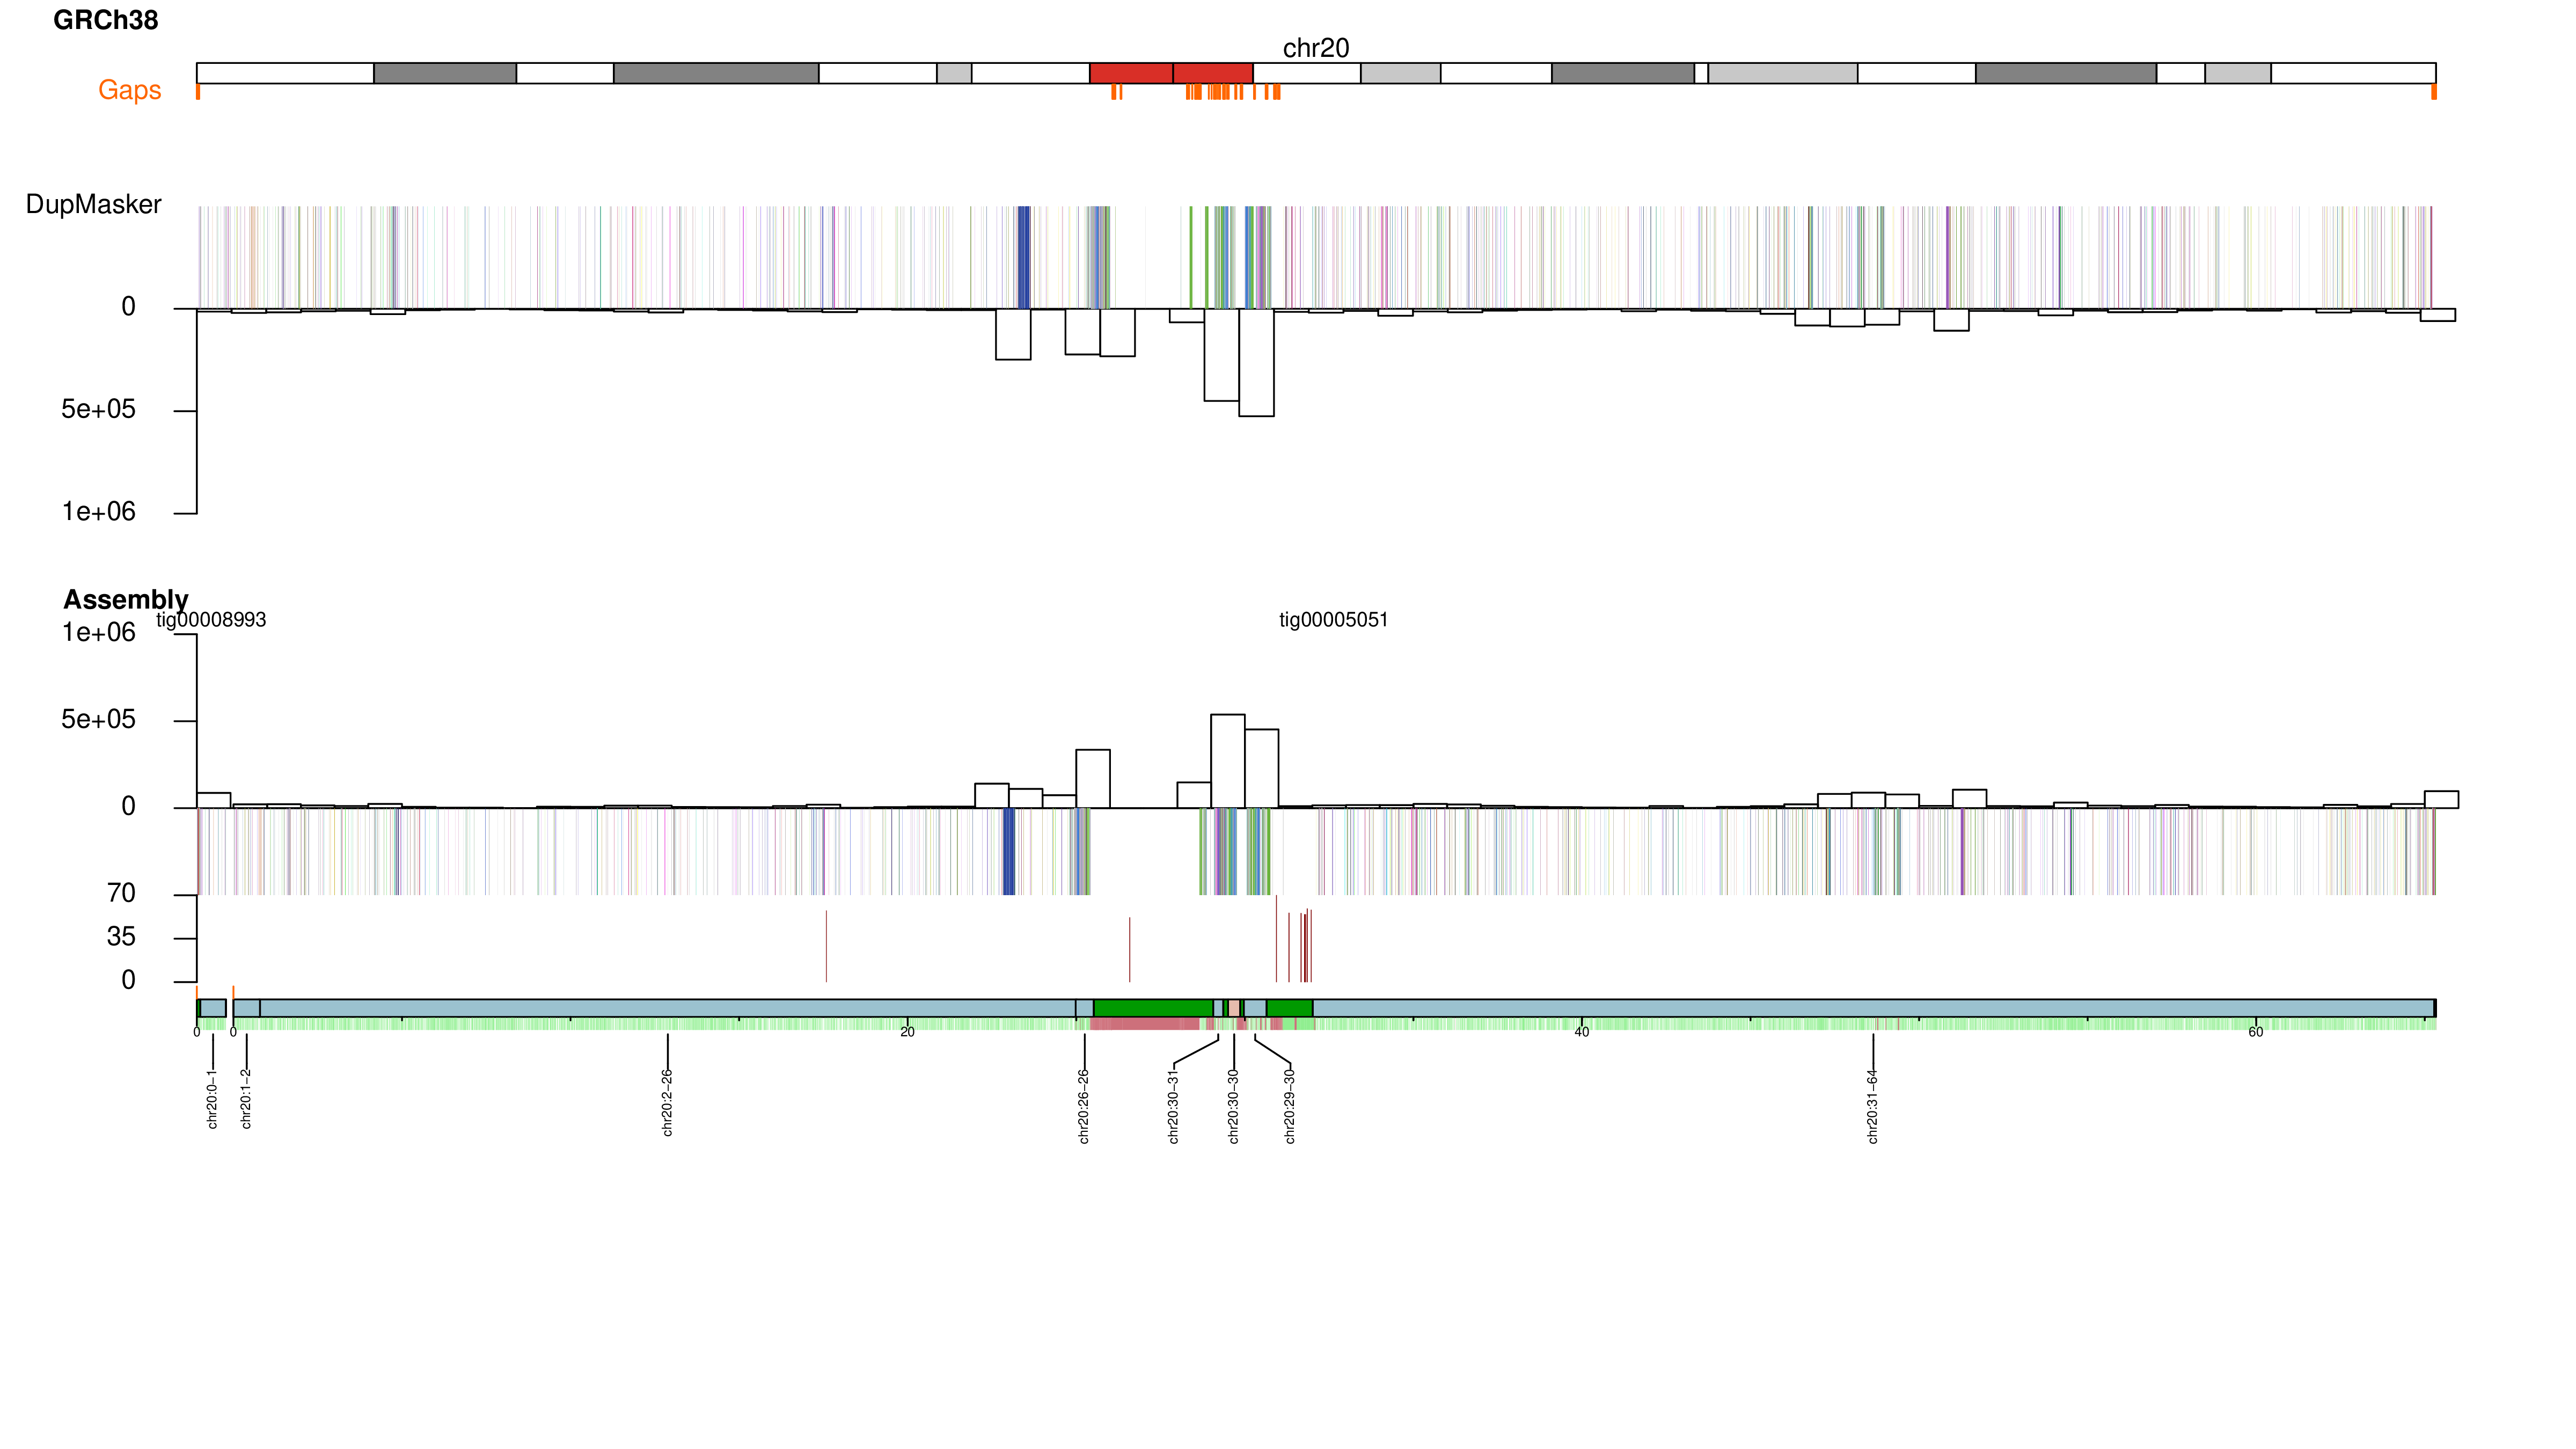 GRCh38
chr20
Gaps
DupMasker
0
5e+05
1e+06
Assembly
tig00008993
tig00005051
1e+06
5e+05
0
70
35
0
0
0
20
40
60
chr20:0−1
chr20:1−2
chr20:2−26
chr20:26−26
chr20:30−31
chr20:30−30
chr20:29−30
chr20:31−64